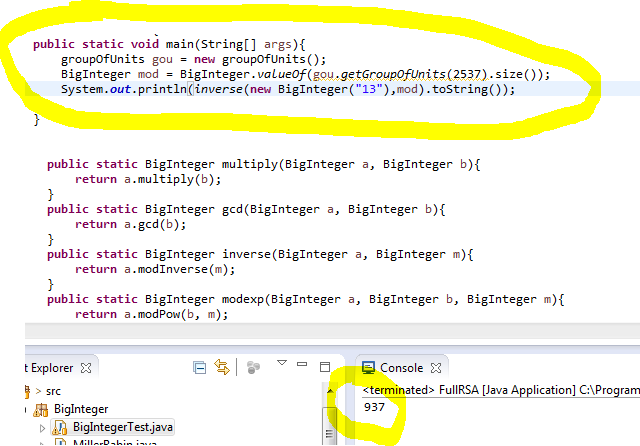 public static void main(String[] args){
groupOfUnits gou = new groupOfUnits();
BigInteger mod = BigInteger.valueOf(gou.getGroupOfUnits(2537).size());
System.out.println(inverse(new BigInteger("13"),mod).toString());
}
public static BigInteger multiply(BigInteger a, BigInteger b){
return a.multiply(b);
}
public static BigInteger gcd(BigInteger a, BigInteger b){
return a.gcd(b);
}
public static BigInteger inverse(BigInteger a, BigInteger m){
return a.modInverse(m);
}
public static BigInteger modexp(BigInteger a, BigInteger b, BigInteger m){
return a.modPow(b, m);
t Explorer
> src
BigInteger
BigIntegerTest.java
MillerRabin.java
Console
<terminated> FullRSA [Java Application] C:\Program
937